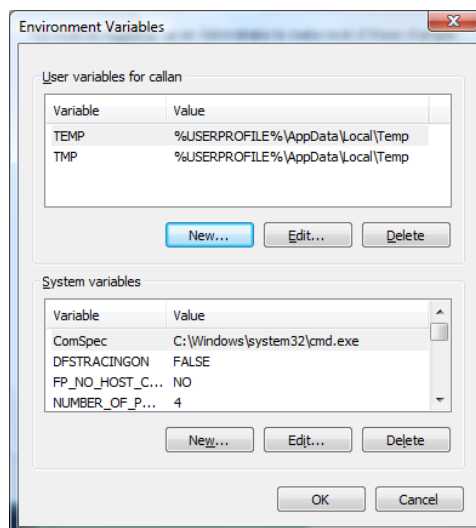 Environment Variables
User variables for callan
Variable Value
TEMP %USERPROFILE%\AppData\Local\Temp
TMP %USERPROFILE%\AppData\Local\Temp
New... Edit... Delete
System variables
Variable Value
ComSpec C:\Windows\system32\cmd.exe
DFSTRACINGON FALSE
FP_NO_HOST_C... NO
NUMBER_OF_P... 4
New... Edit... Delete
OK Cancel